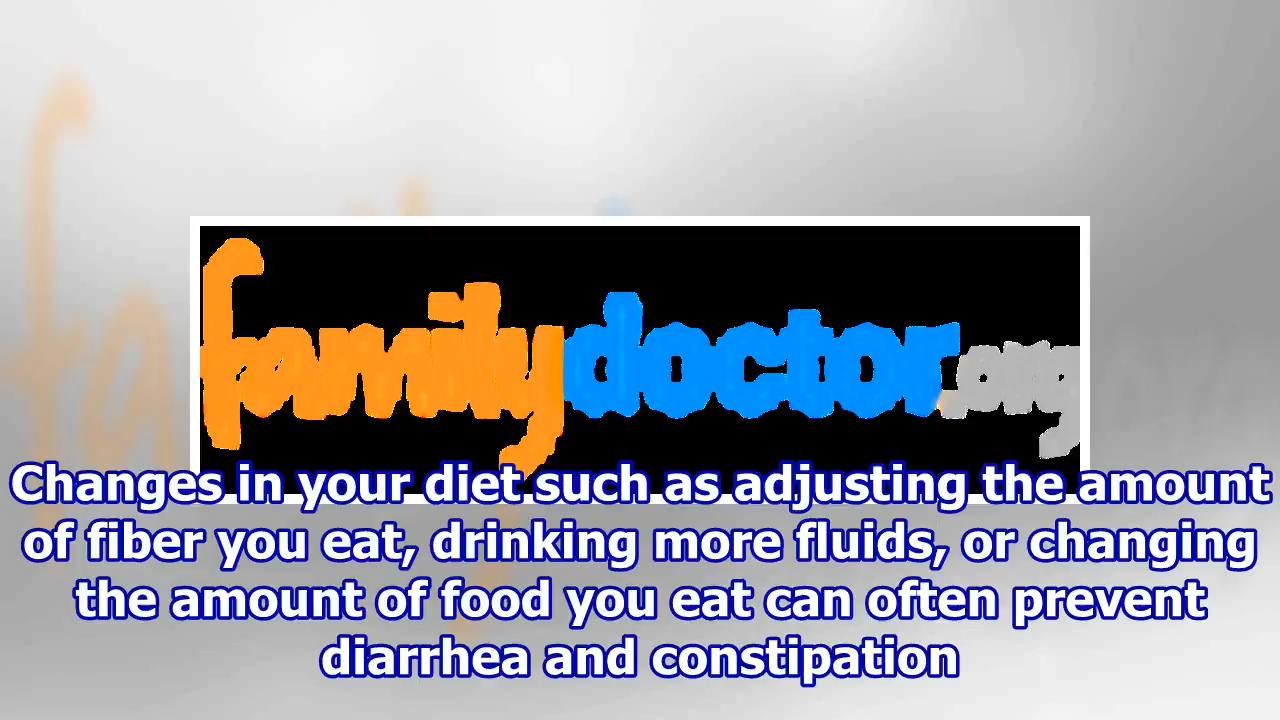 familydoctor.org
Changes in your diet such as adjusting the amount
of fiber you eat, drinking more fluids, or changing
the amount of food you eat can often prevent
diarrhea and constipation